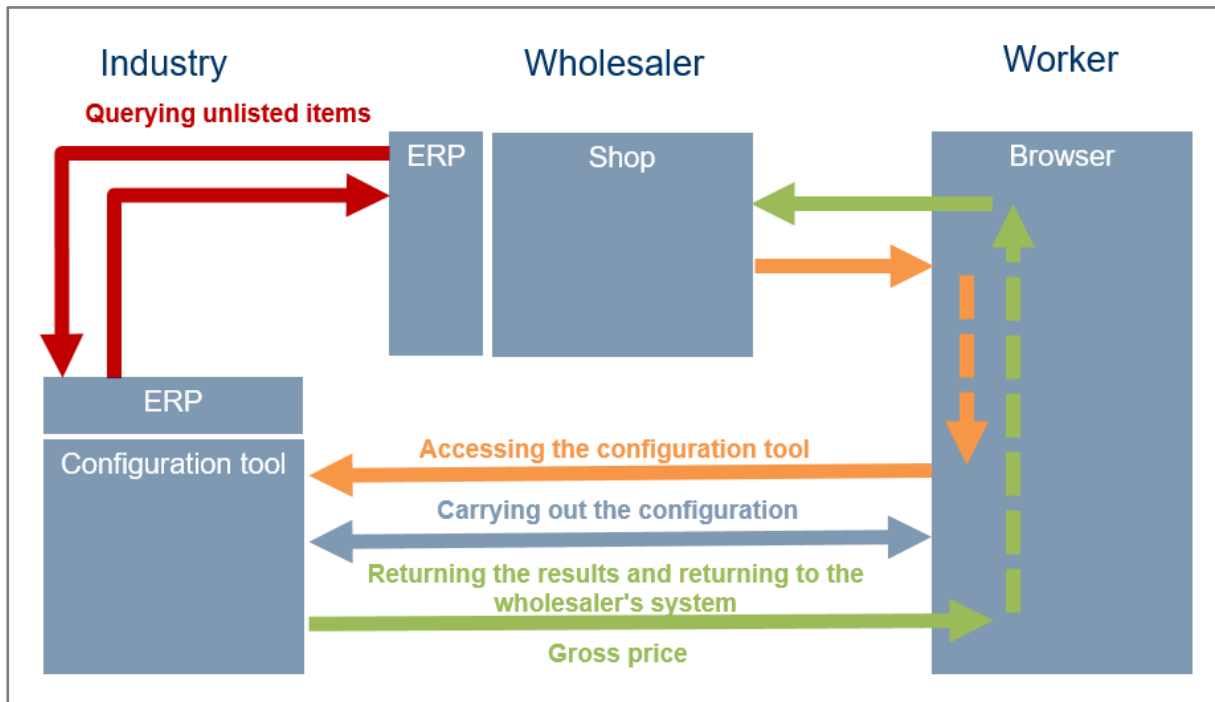 Industry
Wholesaler
Worker
Querying unlisted items
ERP
Shop
Browser
ERP
Configuration tool
Accessing the configuration tool
Carrying out the configuration
Returning the results and returning to the
wholesaler's system
Gross price